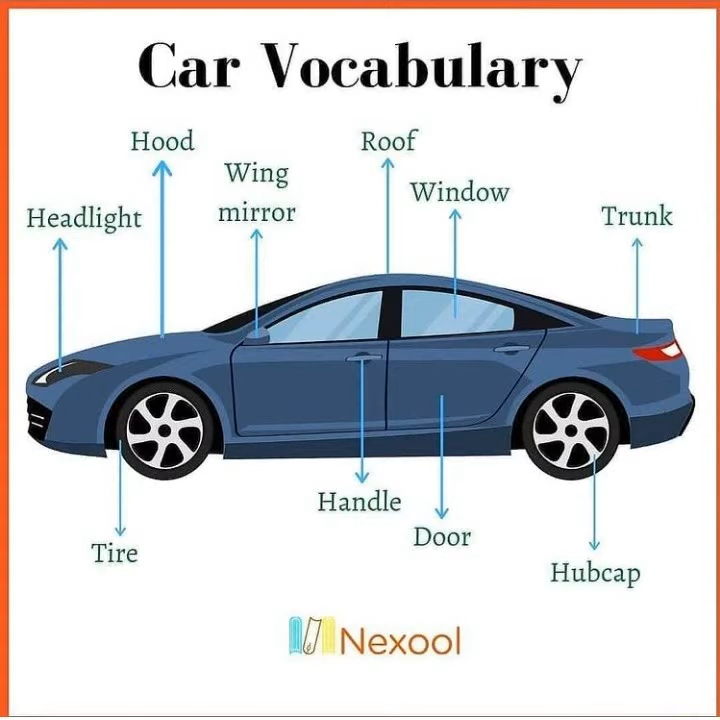 Car Vocabulary
Hood
Roof
Wing
mirror
Window
Headlight
Trunk
Handle
Door
Tire
Hubcap
Nexool